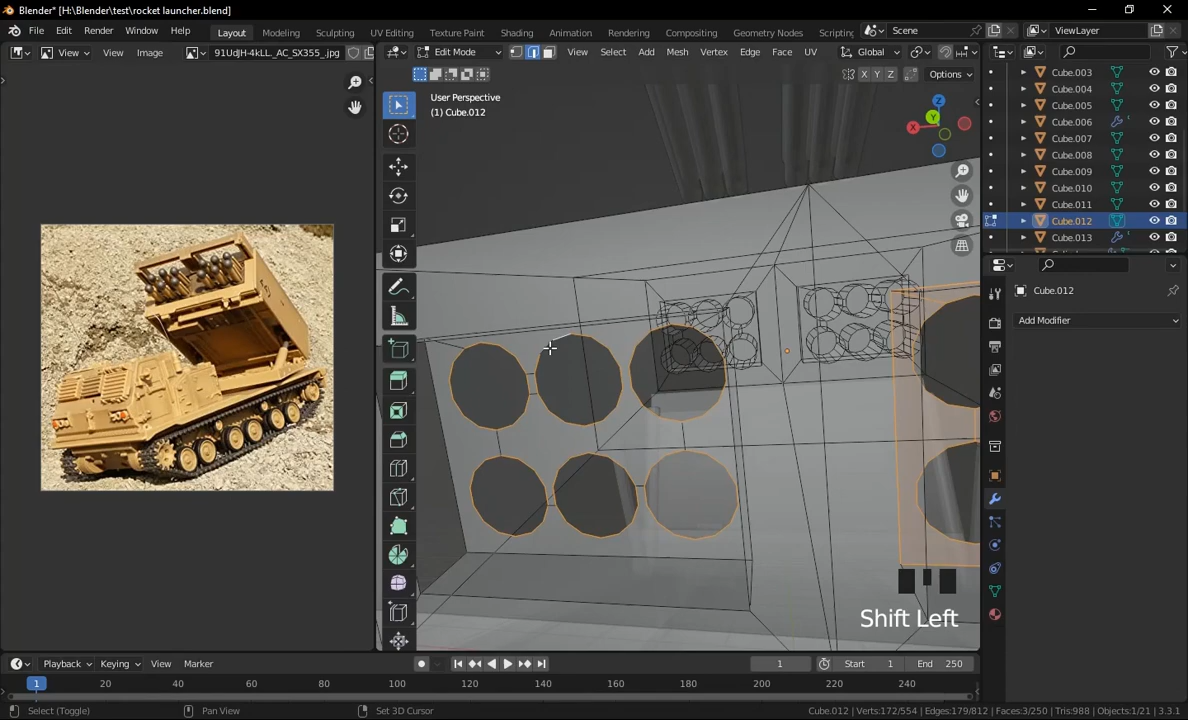 Blender* [H:\Blender\test\rocket launcher.blend]
File Edit Render Window Help Layout Modeling Sculpting UV Editing Texture Paint Shading Animation Rendering Compositing Geometry Nodes Scripting Scene ViewLayer
View View Image 91UdJH-4kLL._AC_SX355_.jpg Edit Mode View Select Add Mesh Vertex Edge Face UV Global
X Y Z Options
User Perspective
(1) Cube.012
Z
Y
X
Cube.003
Cube.004
Cube.005
Cube.006
Cube.007
Cube.008
Cube.009
Cube.010
Cube.011
Cube.012
Cube.013
Cube.012
Add Modifier
Shift Left
Playback Keying View Marker 1 Start 1 End 250
1 20 40 60 80 100 120 140 160 180 200 220 240
Select (Toggle) Pan View Set 3D Cursor Cube.012 | Verts:172/554 | Edges:179/812 | Faces:3/250 | Tris:988 | Objects:1/21 | 3.3.1